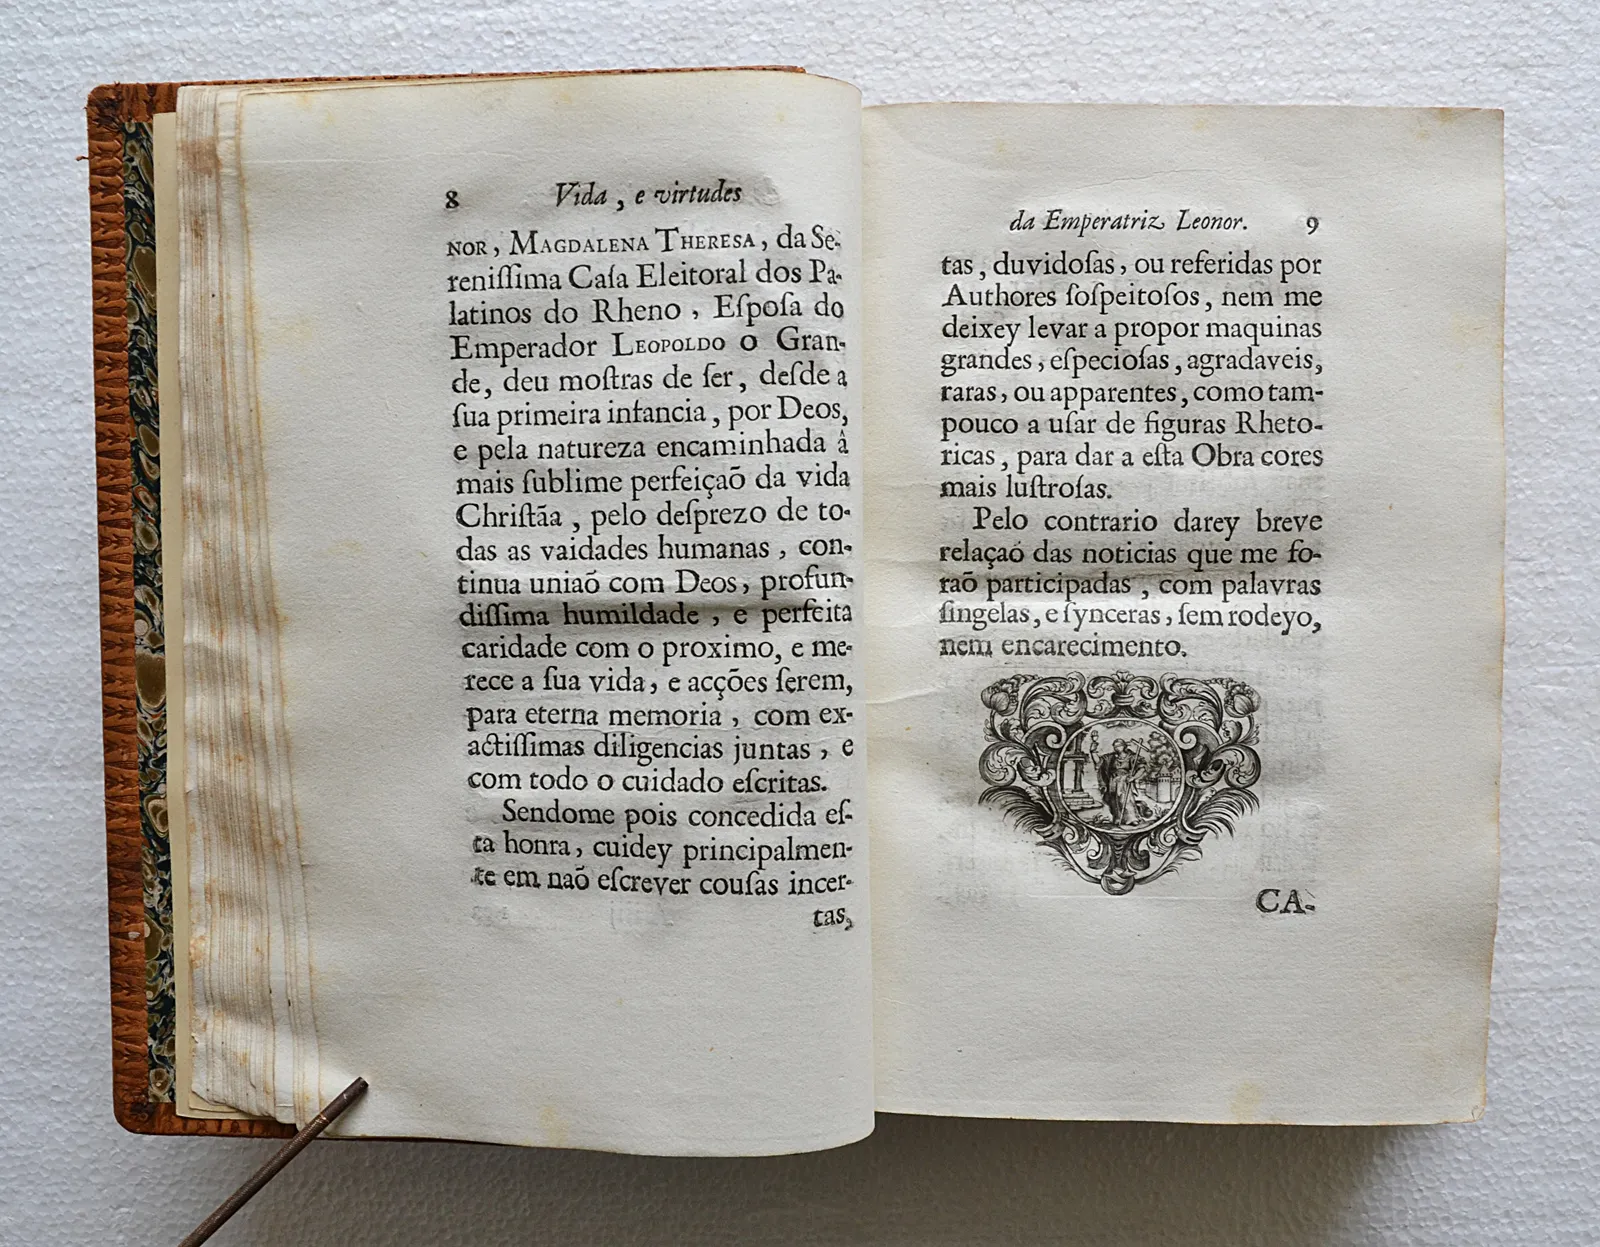 8 Vida, e virtudes
NOR, MAGDALENA THERESA, da Se-
reniſſima Caſa Eleitoral dos Pa-
latinos do Rheno, Eſpoſa do
Emperador LEOPOLDO o Gran-
de, deu moſtras de ſer, deſde a
ſua primeira infancia, por Deos,
e pela natureza encaminhada â
mais ſublime perfeiçaõ da vida
Chriſtãa, pelo deſprezo de to-
das as vaidades humanas, con-
tinua uniaõ com Deos, profun-
diſſima humildade, e perfeita
caridade com o proximo, e me-
rece a ſua vida, e acções ſerem,
para eterna memoria, com ex-
actiſſimas diligencias juntas, e
com todo o cuidado eſcritas.
Sendome pois concedida eſ-
ta honra, cuidey principalmen-
te em naõ eſcrever couſas incer-
tas,
da Emperatriz Leonor. 9
tas, duvidoſas, ou referidas por
Authores ſoſpeitoſos, nem me
deixey levar a propor maquinas
grandes, eſpecioſas, agradaveis,
raras, ou apparentes, como tam-
pouco a uſar de figuras Rheto-
ricas, para dar a eſta Obra cores
mais luſtroſas.
Pelo contrario darey breve
relaçaõ das noticias que me fo-
raõ participadas, com palavras
ſingelas, e ſynceras, ſem rodeyo,
nem encarecimento.
CA-